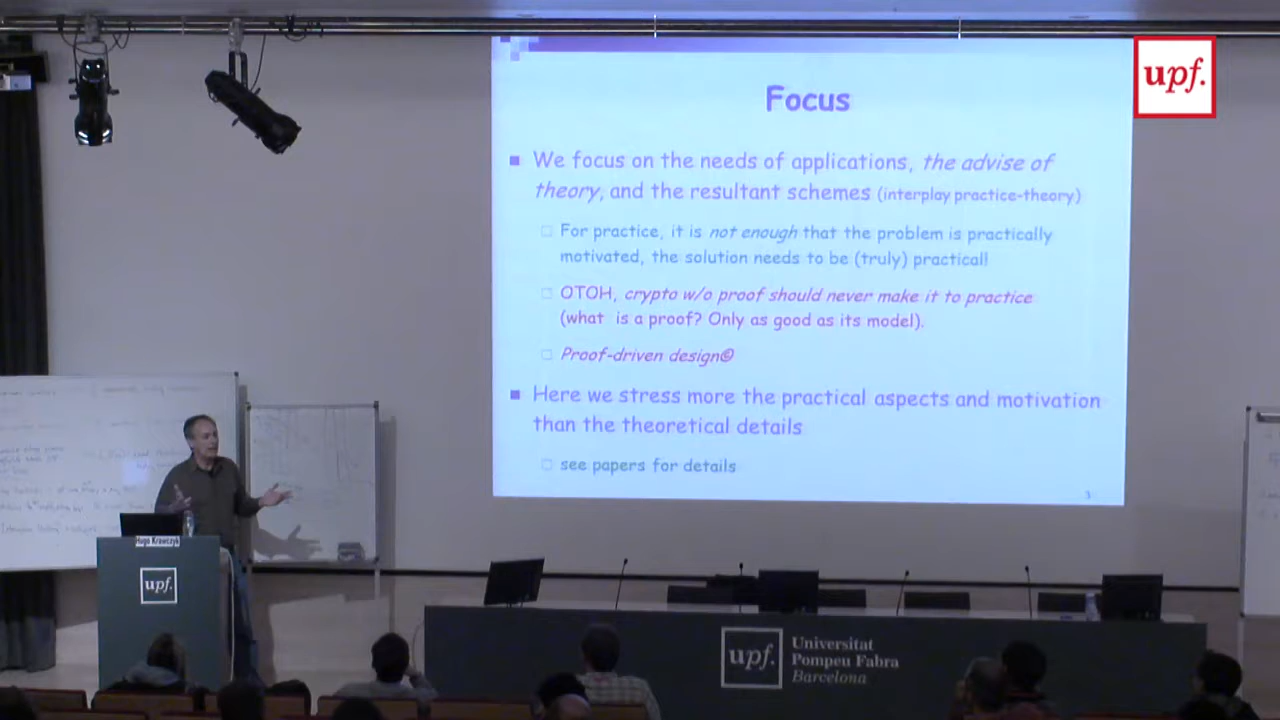 upf.
Focus
We focus on the needs of applications, the advise of
theory, and the resultant schemes (interplay practice-theory)
For practice, it is not enough that the problem is practically
motivated, the solution needs to be (truly) practical!
OTOH, crypto w/o proof should never make it to practice
(what is a proof? Only as good as its model).
Proof-driven design©
Here we stress more the practical aspects and motivation
than the theoretical details
see papers for details
3
Hugo Krawczyk
upf.
upf.
Universitat
Pompeu Fabra
Barcelona